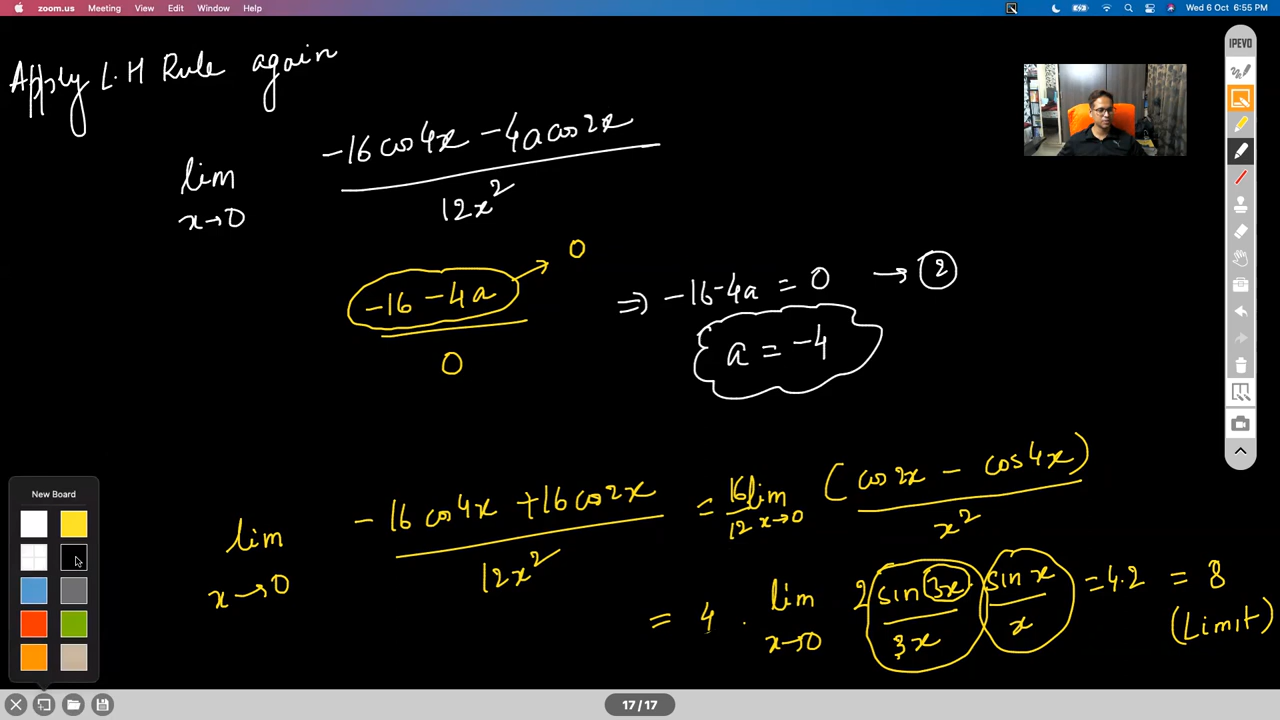 zoom.us Meeting View Edit Window Help Wed 6 Oct 6:55 PM
IPEVO
Apply L.H Rule again
lim x→0 (-16 cos 4x - 4a cos 2x) / 12x²
(-16 - 4a) / 0 → 0
⇒ -16-4a = 0 → ②
a = -4
lim x→0 (-16 cos 4x + 16 cos 2x) / 12x² = 16/12 lim x→0 (cos 2x - cos 4x) / x²
= 4 . lim x→0 2 (sin 3x / 3x) (sin x / x) = 4.2 = 8
(Limit)
New Board
17 / 17